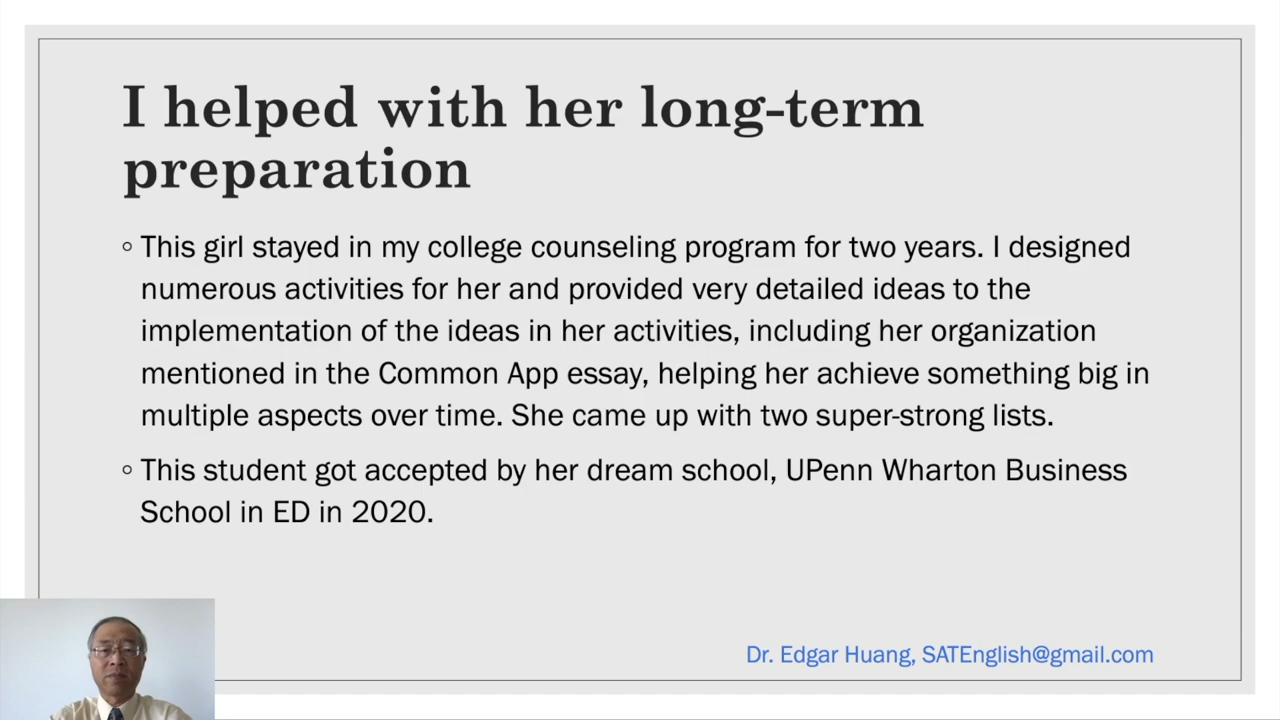 I helped with her long-term
preparation
◦ This girl stayed in my college counseling program for two years. I designed
numerous activities for her and provided very detailed ideas to the
implementation of the ideas in her activities, including her organization
mentioned in the Common App essay, helping her achieve something big in
multiple aspects over time. She came up with two super-strong lists.
◦ This student got accepted by her dream school, UPenn Wharton Business
School in ED in 2020.
Dr. Edgar Huang, SATEnglish@gmail.com